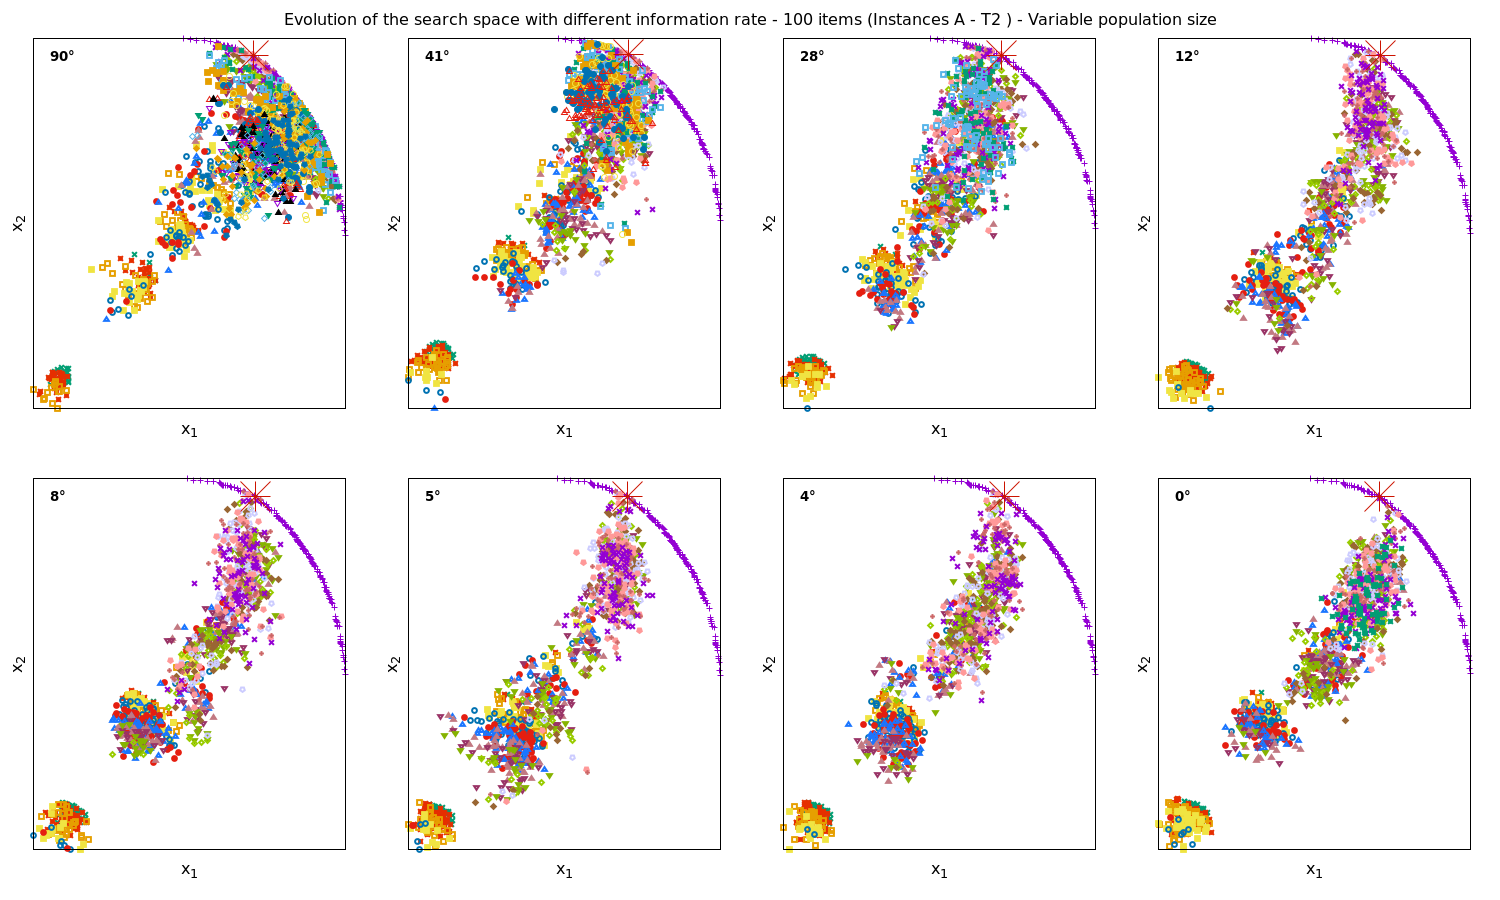 Evolution of the search space with different information rate - 100 items (Instances A - T2 ) - Variable population size
90° 41° 28° 12°
x2 x2 x2 x2
x1 x1 x1 x1
8° 5° 4° 0°
x2 x2 x2 x2
x1 x1 x1 x1